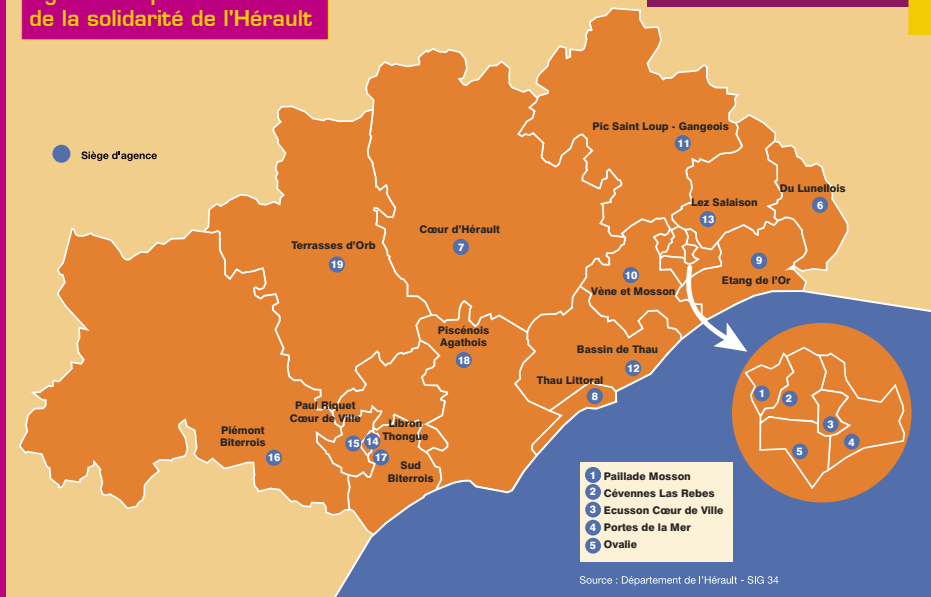 de la solidarité de l'Hérault
Siège d'agence
Pic Saint Loup - Gangeois
11
Du Lunellois
6
Lez Salaison
13
Cœur d'Hérault
7
Terrasses d'Orb
19
9
Etang de l'Or
10
Vène et Mosson
Piscénois
Agathois
18
Bassin de Thau
12
Thau Littoral
8
Paul Riquet
Cœur de Ville
15
14
Libron
Thongue
17
Sud
Biterrois
Piémont
Biterrois
16
1
2
3
4
5
1 Paillade Mosson
2 Cévennes Las Rebes
3 Ecusson Cœur de Ville
4 Portes de la Mer
5 Ovalie
Source : Département de l'Hérault - SIG 34